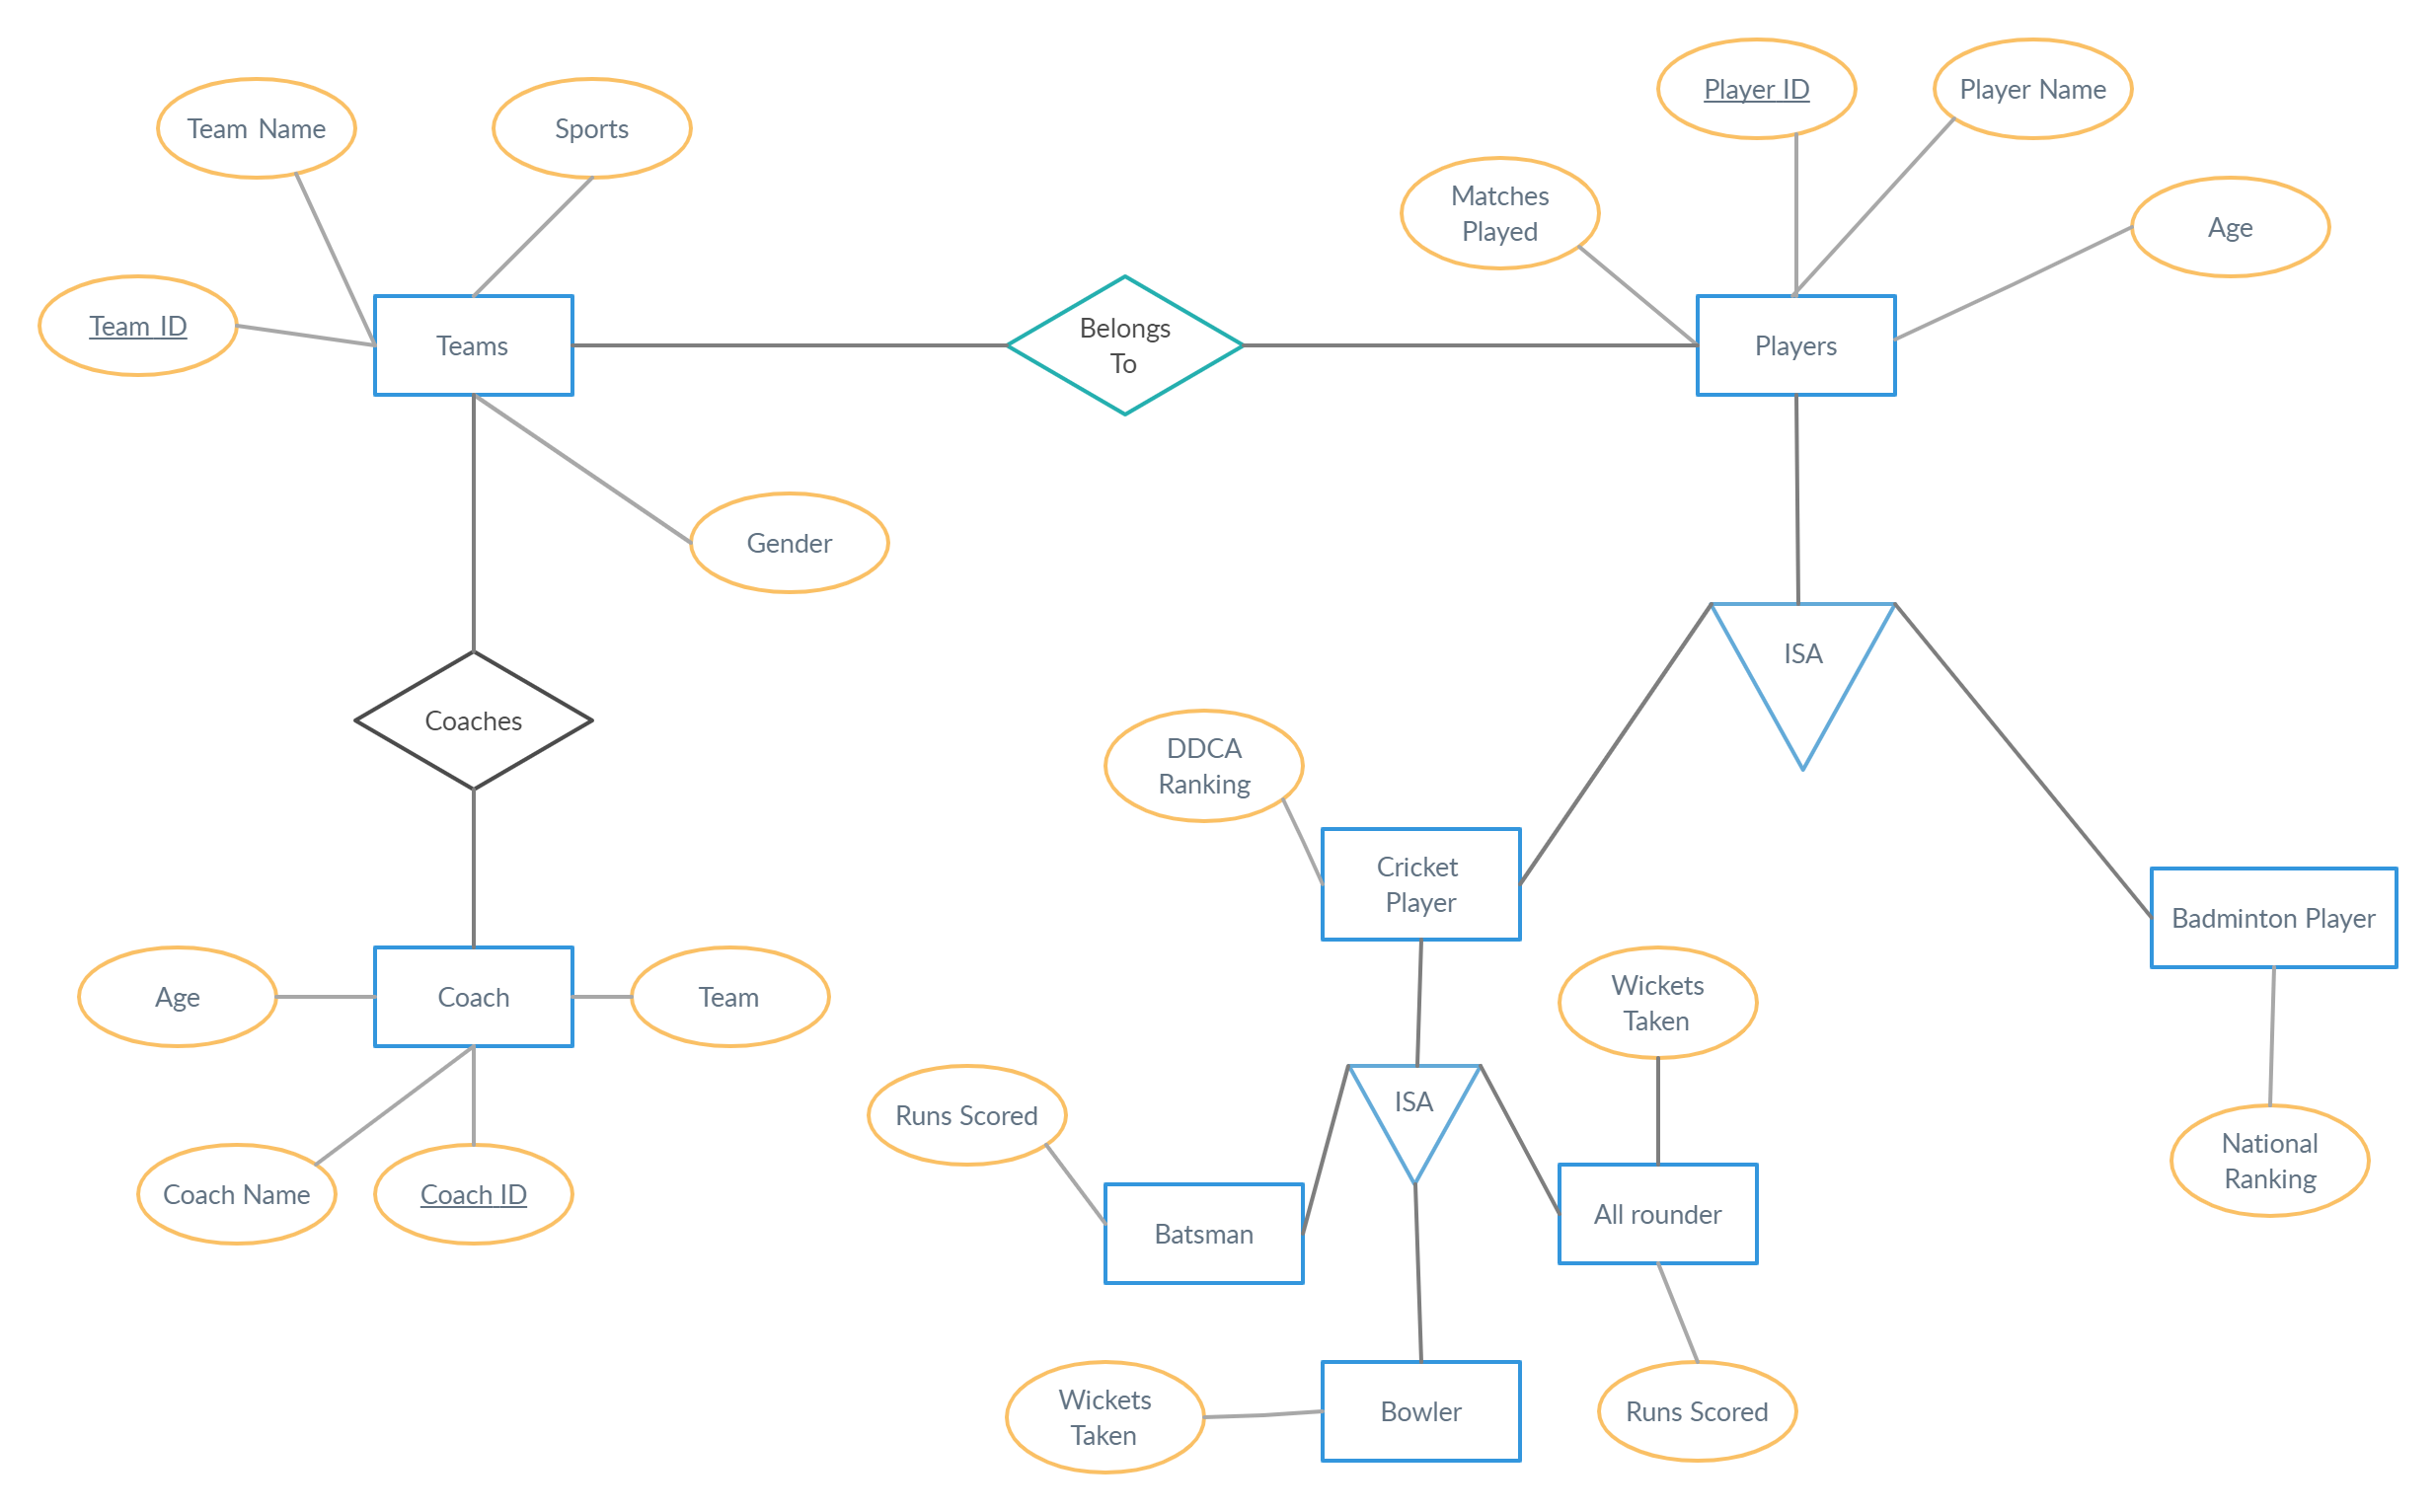 Player ID
Player Name
Team Name
Sports
Matches
Played
Age
Team ID
Teams
Belongs
To
Players
Gender
ISA
Coaches
DDCA
Ranking
Cricket
Player
Badminton Player
Age
Coach
Team
Wickets
Taken
Runs Scored
ISA
National
Ranking
Coach Name
Coach ID
Batsman
All rounder
Wickets
Taken
Bowler
Runs Scored